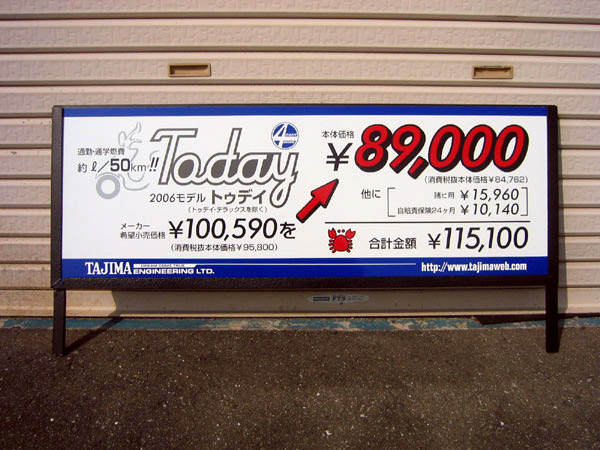 通勤・通学燃費
約 ℓ/50km!!
Today
2006モデル トゥデイ
(トゥデイ・デラックスを除く)
メーカー
希望小売価格 ¥100,590を
(消費税抜本体価格¥95,800)
本体価格
¥89,000
(消費税抜本体価格¥84,762)
他に
諸ヒ用 ¥15,960
自賠責保険24ヶ月 ¥10,140
合計金額 ¥115,100
TAJIMA
ENGINEERING LTD.
http://www.tajimaweb.com